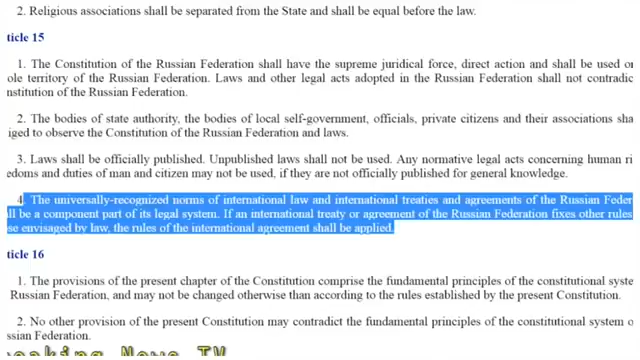 2. Religious associations shall be separated from the State and shall be equal before the law.
ticle 15
1. The Constitution of the Russian Federation shall have the supreme juridical force, direct action and shall be used or
ole territory of the Russian Federation. Laws and other legal acts adopted in the Russian Federation shall not contradic
nstitution of the Russian Federation.
2. The bodies of state authority, the bodies of local self-government, officials, private citizens and their associations sha
iged to observe the Constitution of the Russian Federation and laws.
3. Laws shall be officially published. Unpublished laws shall not be used. Any normative legal acts concerning human ri
edoms and duties of man and citizen may not be used, if they are not officially published for general knowledge.
4. The universally-recognized norms of international law and international treaties and agreements of the Russian Feder
ll be a component part of its legal system. If an international treaty or agreement of the Russian Federation fixes other rules
ose envisaged by law, the rules of the international agreement shall be applied.
ticle 16
1. The provisions of the present chapter of the Constitution comprise the fundamental principles of the constitutional syste
Russian Federation, and may not be changed otherwise than according to the rules established by the present Constitution.
2. No other provision of the present Constitution may contradict the fundamental principles of the constitutional system o
ssian Federation.
eaking News TV